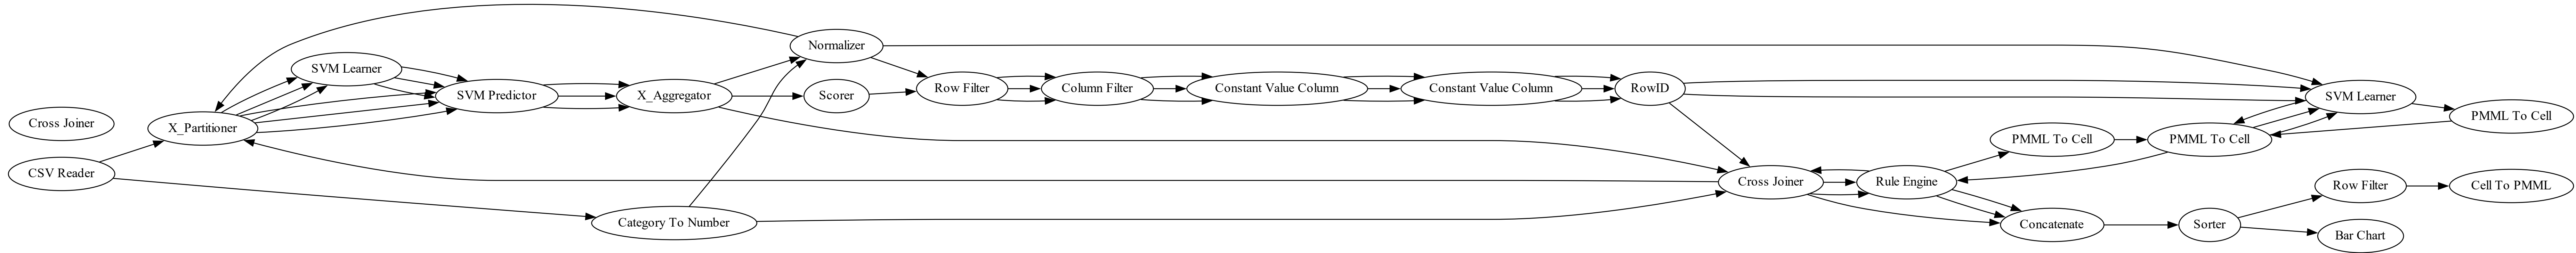 Cross Joiner
CSV Reader
X_Partitioner
SVM Learner
SVM Predictor
X_Aggregator
Category To Number
Normalizer
Scorer
Row Filter
Column Filter
Constant Value Column
Constant Value Column
RowID
Cross Joiner
Rule Engine
PMML To Cell
Concatenate
PMML To Cell
Sorter
SVM Learner
Row Filter
Bar Chart
PMML To Cell
Cell To PMML